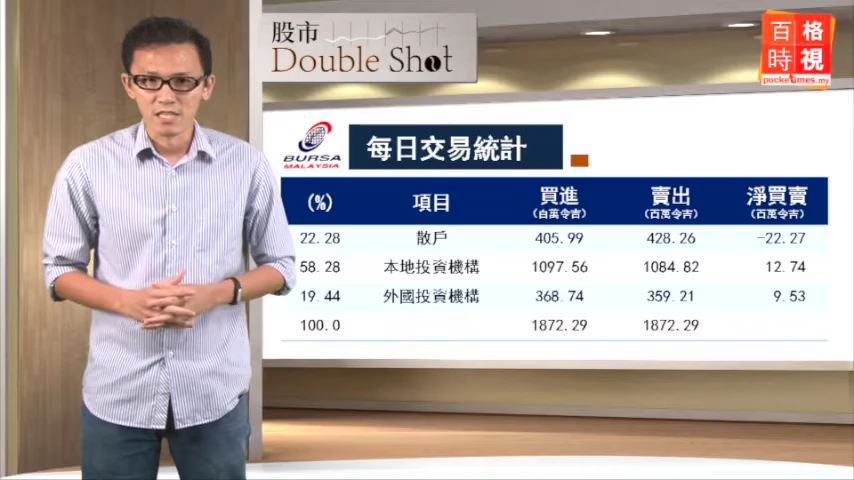 股市
Double Shot
百格
時視
pocketimes.my
BURSA
MALAYSIA
每日交易統計
(%) 項目 買進 賣出 淨買賣
(百萬令吉) (百萬令吉) (百萬令吉)
22.28 散戶 405.99 428.26 -22.27
58.28 本地投資機構 1097.56 1084.82 12.74
19.44 外國投資機構 368.74 359.21 9.53
100.0 1872.29 1872.29